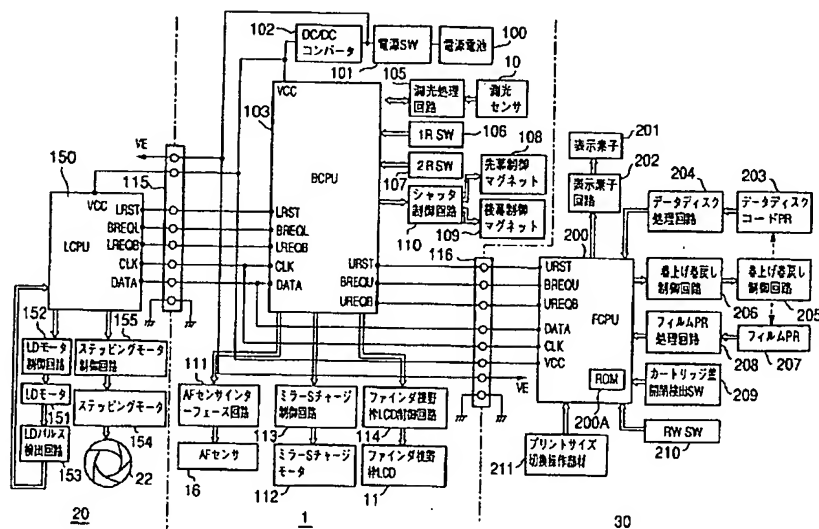 115
102
DC/DC
コンバータ
電源SW
電源電池
100
101
150
103
VCC
105
測光処理
回路
10
測光
センサ
1R SW
106
2R SW
107
108
先幕制御
マグネット
シャッタ
制御回路
110
後幕制御
マグネット
109
VE
VCC
LCPU
LRST
BREQL
LREQB
CLK
DATA
BCPU
LRST
BREQL
LREQB
CLK
DATA
URST
BREQU
UREQB
116
201
表示素子
202
表示素子
回路
204
データディスク
処理回路
203
データディスク
コードPR
200
URST
BREQU
UREQB
DATA
CLK
VCC
FCPU
ROM
200A
巻上げ巻戻し
制御回路
206
巻上げ巻戻し
制御回路
205
フィルムPR
処理回路
208
フィルムPR
207
カートリッジ蓋
開閉検出SW
209
RW SW
210
プリントサイズ
切換操作部材
211
VE
152
LDモータ
制御回路
155
ステッピングモータ
制御回路
LDモータ
151
ステッピングモータ
154
LDパルス
検出回路
153
22
111
AFセンサインタ
ーフェース回路
AFセンサ
16
ミラーSチャージ
制御回路
113
ミラーSチャージ
モータ
112
ファインダ視野
枠LCD制御回路
114
ファインダ視野
枠LCD
11
20
1
30